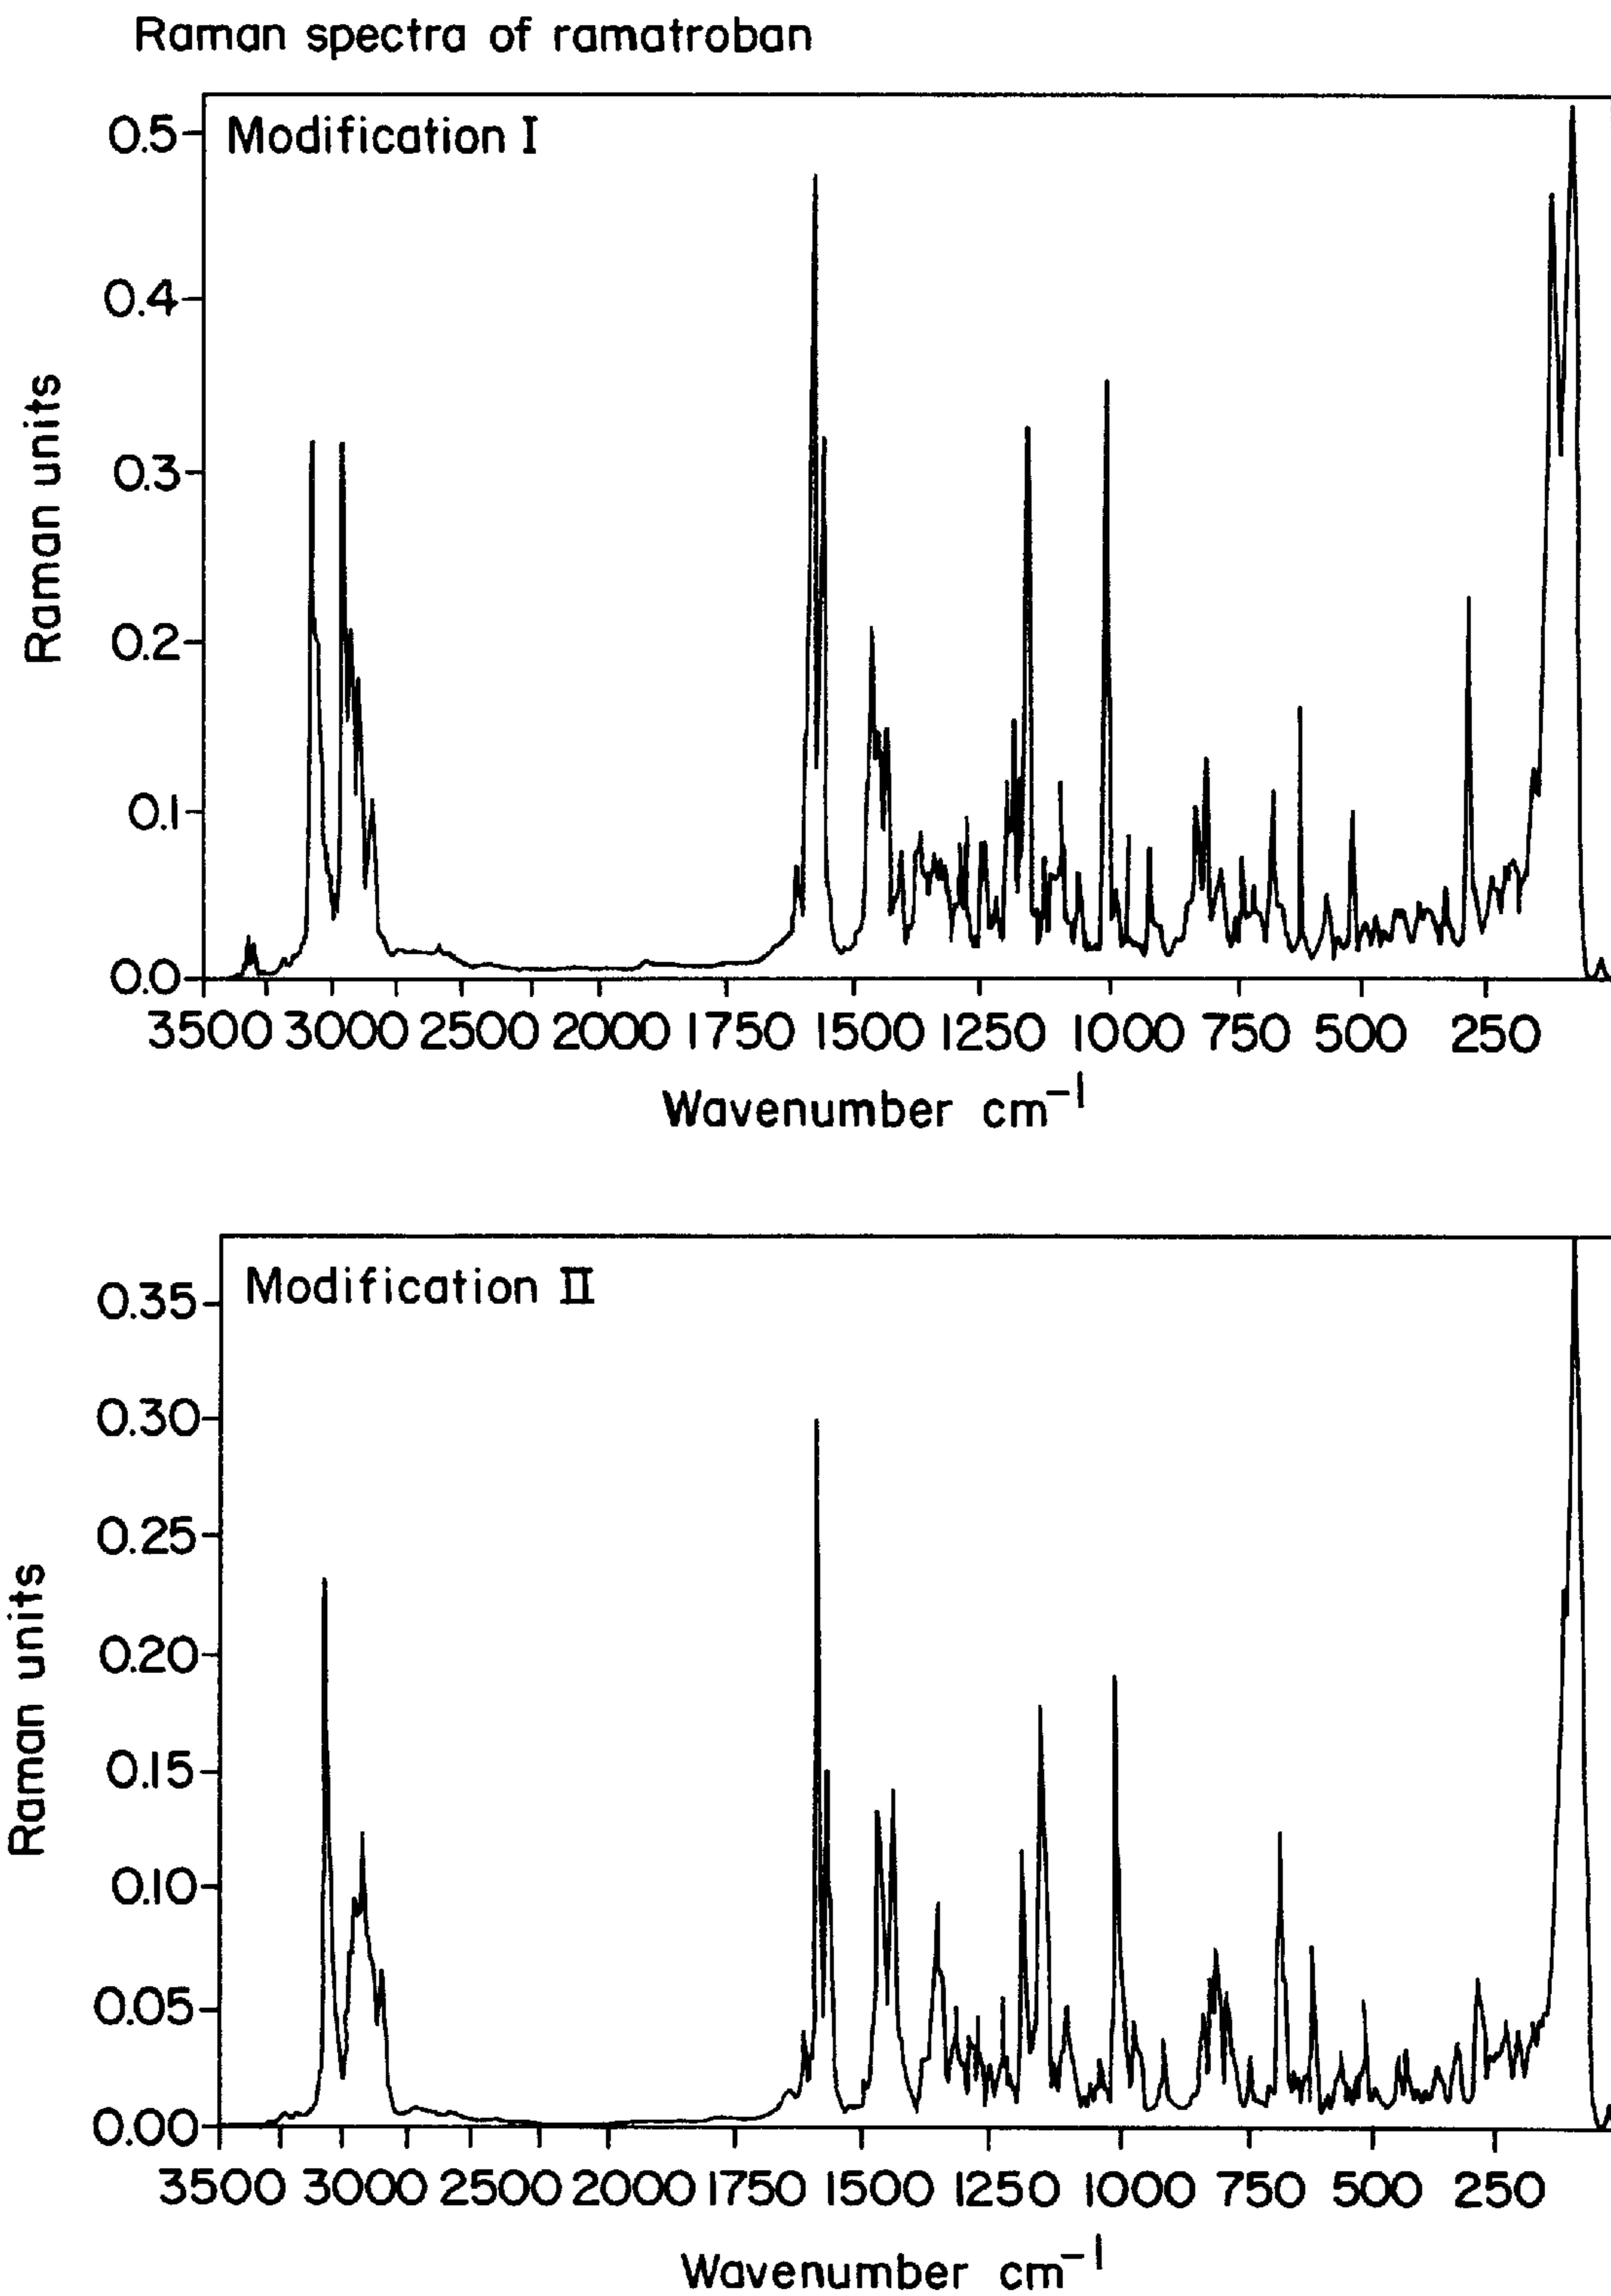 Raman spectra of ramatroban
Modification I
0.5
0.4
0.3
0.2
0.1
0.0
Raman units
3500 3000 2500 2000 1750 1500 1250 1000 750 500 250
Wavenumber cm⁻¹
Modification II
0.35
0.30
0.25
0.20
0.15
0.10
0.05
0.00
Raman units
3500 3000 2500 2000 1750 1500 1250 1000 750 500 250
Wavenumber cm⁻¹